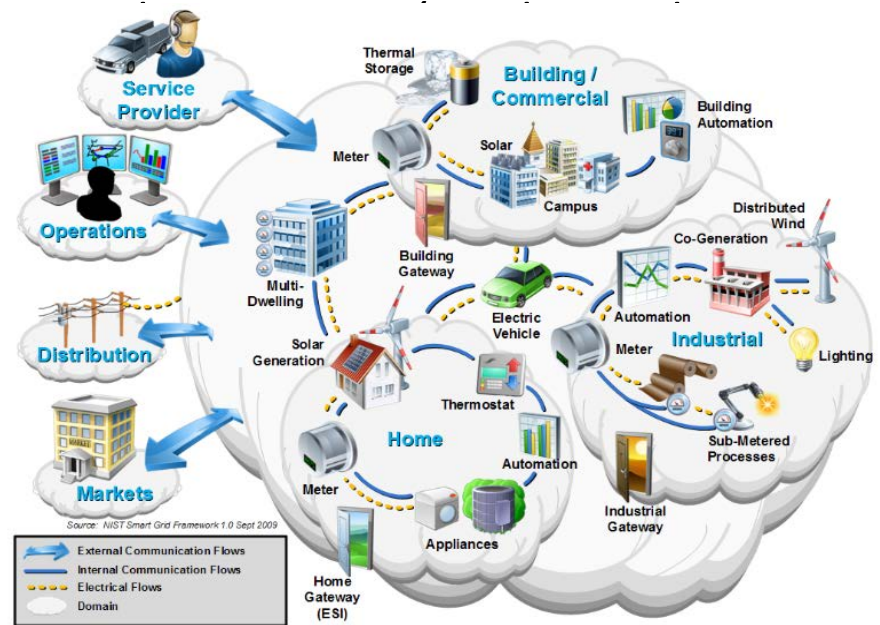 Service
Provider
Operations
Distribution
Markets
Thermal
Storage
Building /
Commercial
Building
Automation
Meter
Solar
Campus
Building
Gateway
Multi-
Dwelling
Electric
Vehicle
Distributed
Wind
Co-Generation
Automation
Industrial
Meter
Lighting
Sub-Metered
Processes
Industrial
Gateway
Solar
Generation
Thermostat
Home
Automation
Meter
Appliances
Home
Gateway
(ESI)
Source: NIST Smart Grid Framework 1.0 Sept 2009
External Communication Flows
Internal Communication Flows
Electrical Flows
Domain